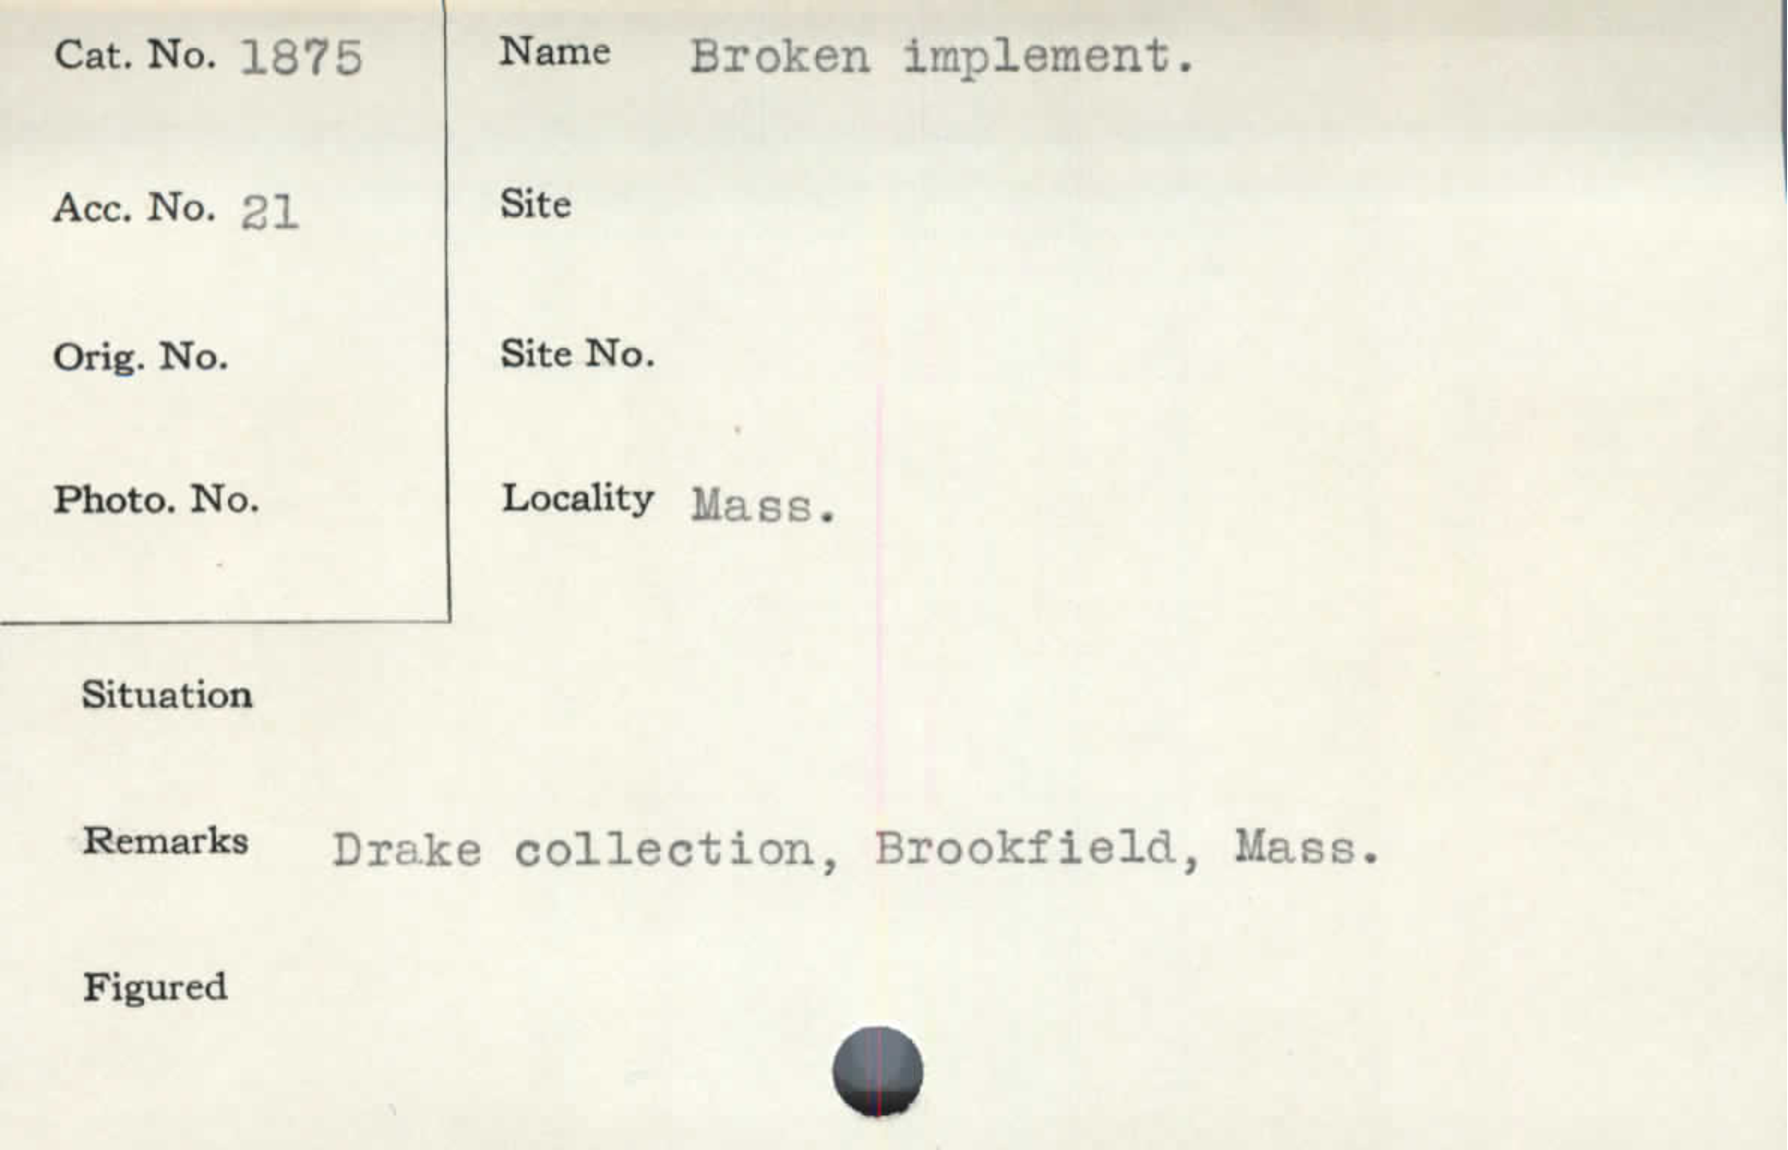 Cat. No. 1875
Name Broken implement.
Acc. No. 21
Site
Orig. No.
Site No.
Photo. No.
Locality Mass.
Situation
Remarks Drake collection, Brookfield, Mass.
Figured